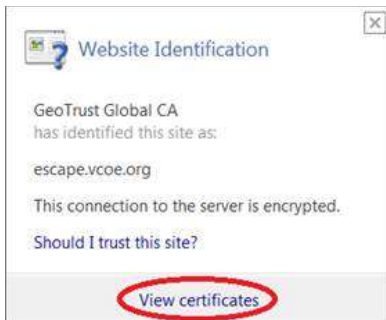 Website Identification
GeoTrust Global CA
has identified this site as:
escape.vcoe.org
This connection to the server is encrypted.
Should I trust this site?
View certificates